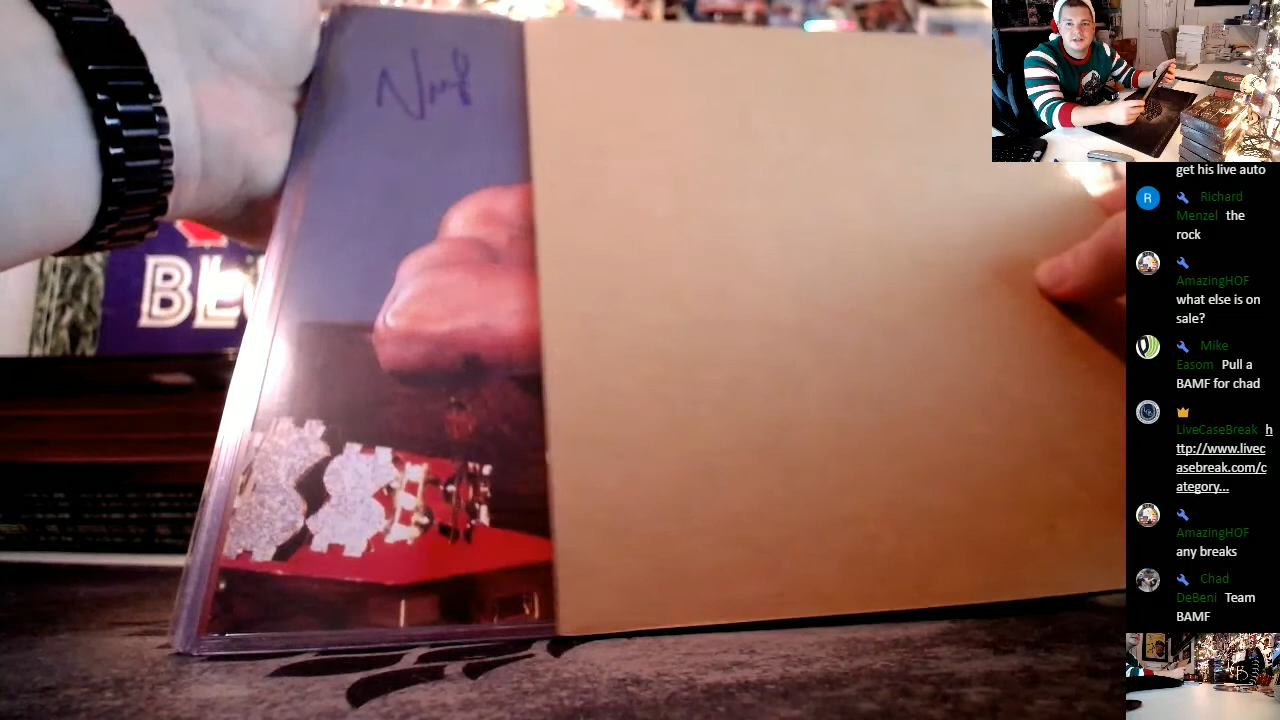 BL
get his live auto
Richard
Menzel the
rock
AmazingHOF
what else is on
sale?
Mike
Easom Pull a
BAMF for chad
LiveCaseBreak h
ttp://www.livec
asebreak.com/c
ategory...
AmazingHOF
any breaks
R
Chad
DeBeni Team
BAMF